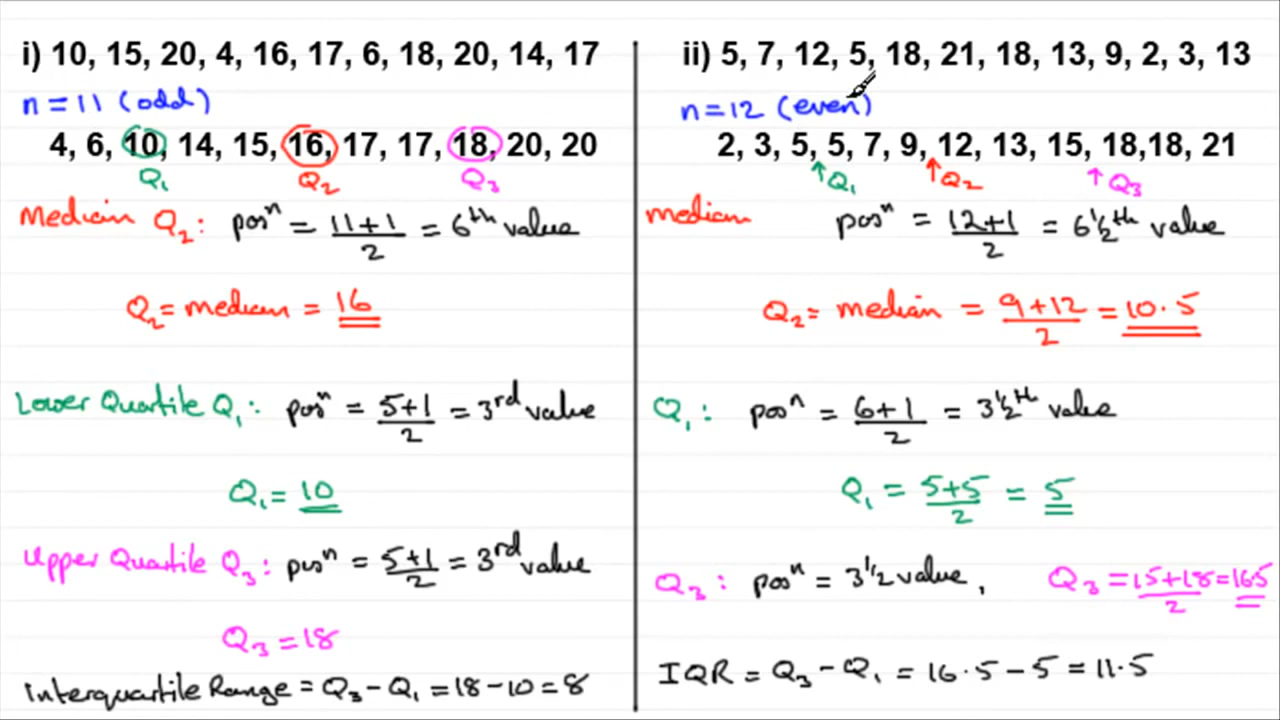 i) 10, 15, 20, 4, 16, 17, 6, 18, 20, 14, 17
n = 11 (odd)
4, 6, 10, 14, 15, 16, 17, 17, 18, 20, 20
Q₁ Q₂ Q₃
Median Q₂: posⁿ = (11+1)/2 = 6th value
Q₂ = median = 16
Lower Quartile Q₁: posⁿ = (5+1)/2 = 3rd value
Q₁ = 10
Upper Quartile Q₃: posⁿ = (5+1)/2 = 3rd value
Q₃ = 18
Interquartile Range = Q₃ - Q₁ = 18 - 10 = 8
ii) 5, 7, 12, 5, 18, 21, 18, 13, 9, 2, 3, 13
n = 12 (even)
2, 3, 5, 5, 7, 9, 12, 13, 15, 18,18, 21
↑Q₁ ↑Q₂ ↑Q₃
median posⁿ = (12+1)/2 = 6½th value
Q₂ = median = (9+12)/2 = 10.5
Q₁: posⁿ = (6+1)/2 = 3½th value
Q₁ = (5+5)/2 = 5
Q₃: posⁿ = 3½ value, Q₃ = (15+18)/2 = 16.5
IQR = Q₃ - Q₁ = 16.5 - 5 = 11.5